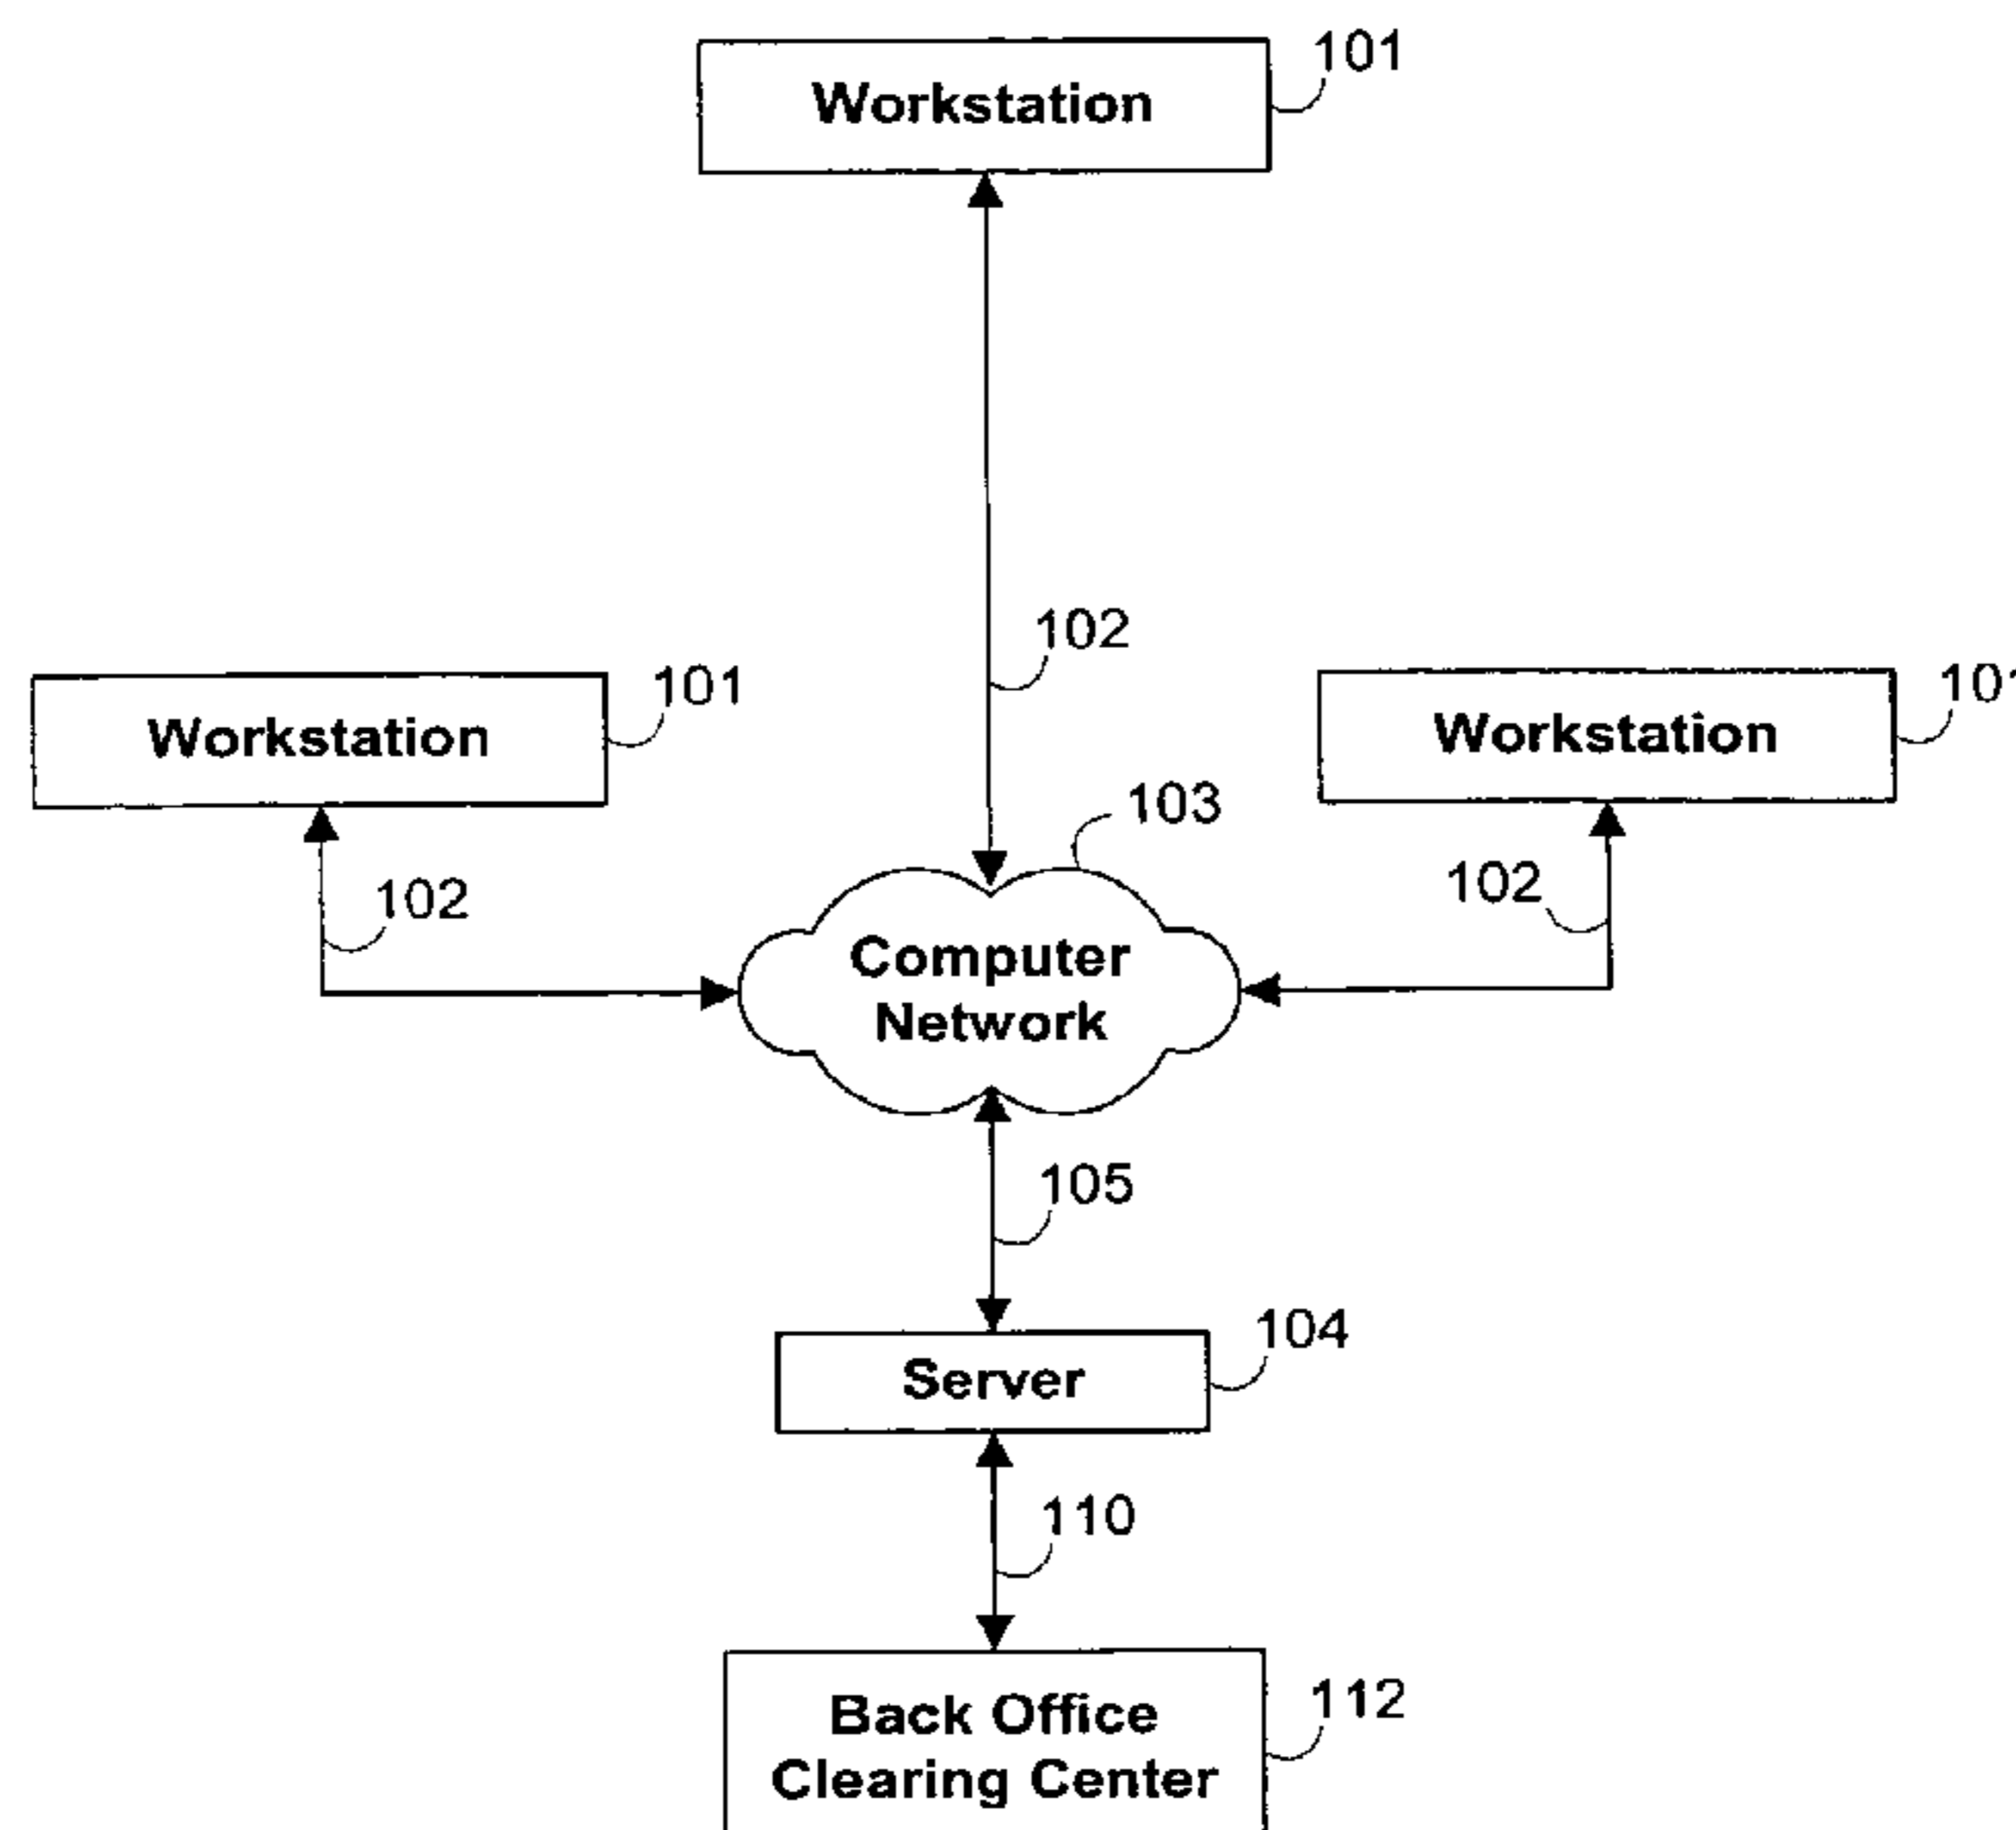 101
Workstation
102
101
Workstation
101
Workstation
103
102
102
Computer
Network
105
104
Server
110
112
Back Office
Clearing Center